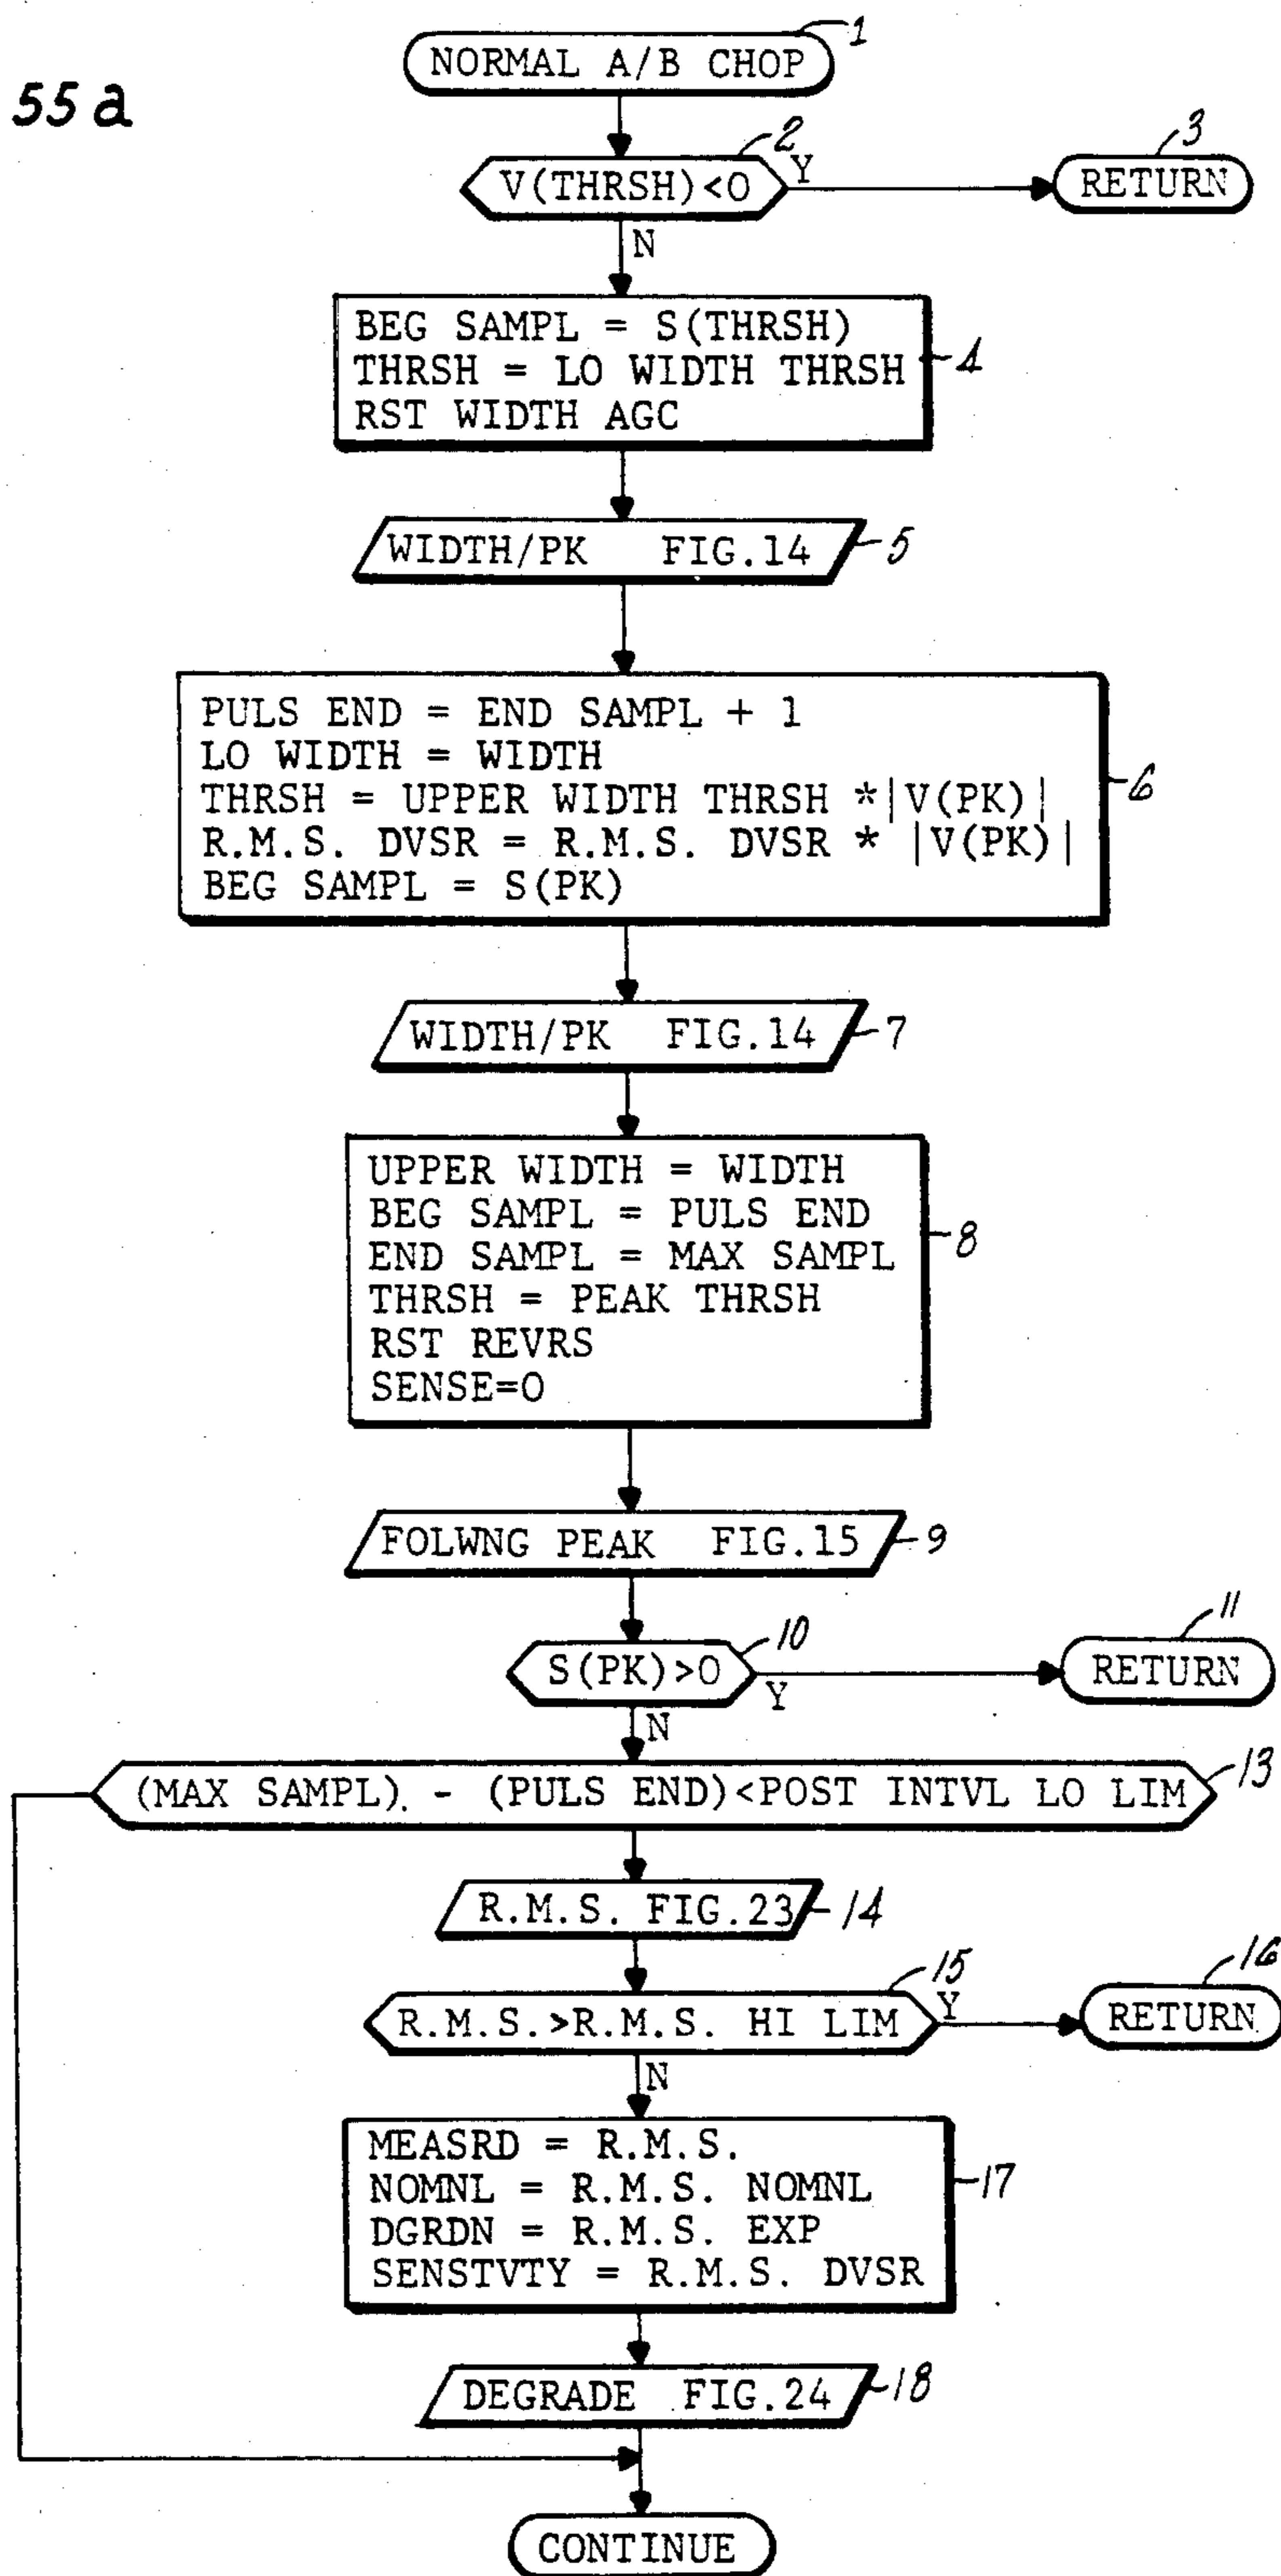 1
NORMAL A/B CHOP
55a
2
3
V(THRSH)<0
Y
RETURN
N
BEG SAMPL = S(THRSH)
THRSH = LO WIDTH THRSH
RST WIDTH AGC
4
WIDTH/PK FIG.14
5
PULS END = END SAMPL + 1
LO WIDTH = WIDTH
THRSH = UPPER WIDTH THRSH *|V(PK)|
R.M.S. DVSR = R.M.S. DVSR * |V(PK)|
BEG SAMPL = S(PK)
6
WIDTH/PK FIG.14
7
UPPER WIDTH = WIDTH
BEG SAMPL = PULS END
END SAMPL = MAX SAMPL
THRSH = PEAK THRSH
RST REVRS
SENSE=0
8
FOLWNG PEAK FIG.15
9
10
11
S(PK)>0
Y
RETURN
N
(MAX SAMPL). - (PULS END)<POST INTVL LO LIM
13
R.M.S. FIG.23
14
15
16
R.M.S.>R.M.S. HI LIM
Y
RETURN
N
MEASRD = R.M.S.
NOMNL = R.M.S. NOMNL
DGRDN = R.M.S. EXP
SENSTVTY = R.M.S. DVSR
17
DEGRADE FIG.24
18
CONTINUE